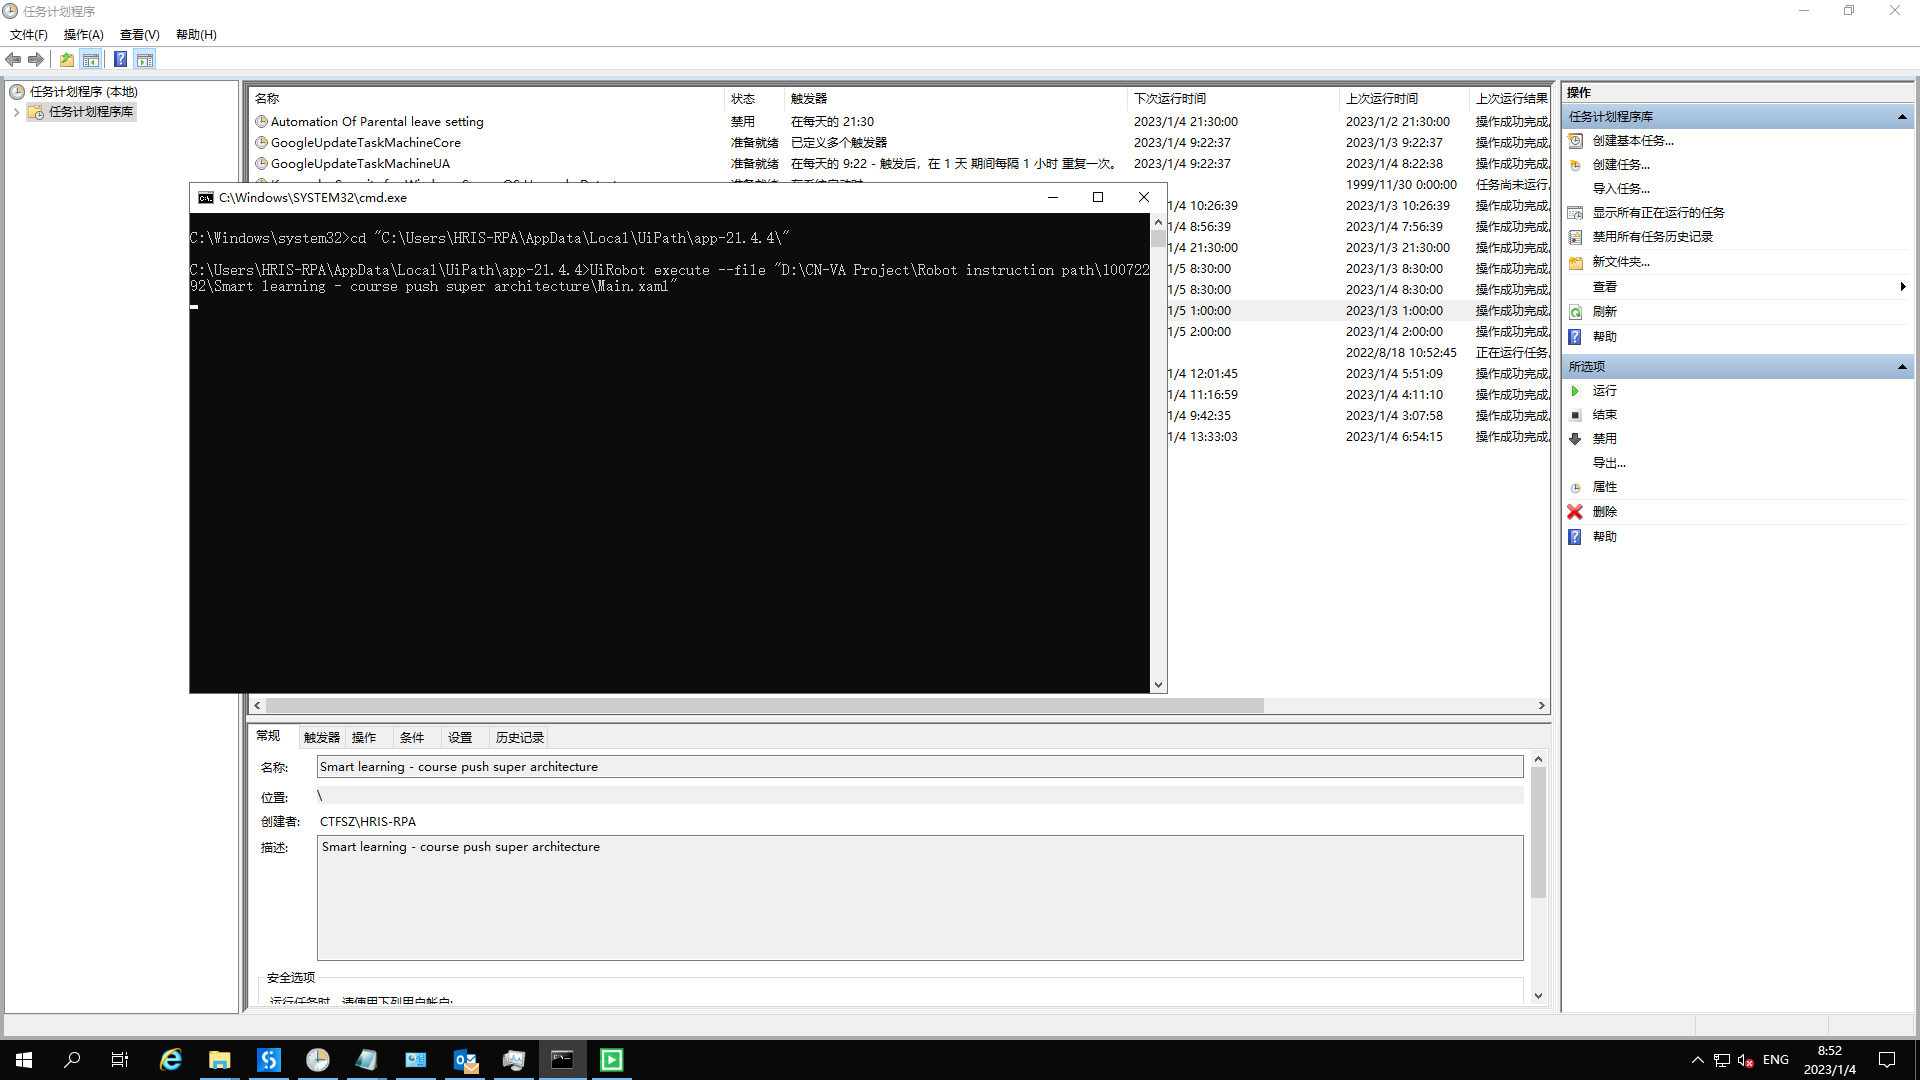 任务计划程序
文件(F) 操作(A) 查看(V) 帮助(H)
任务计划程序 (本地)
任务计划程序库
名称 状态 触发器 下次运行时间 上次运行时间 上次运行结果
Automation Of Parental leave setting 禁用 在每天的 21:30 2023/1/4 21:30:00 2023/1/2 21:30:00 操作成功完成。
GoogleUpdateTaskMachineCore 准备就绪 已定义多个触发器 2023/1/4 9:22:37 2023/1/3 9:22:37 操作成功完成。
GoogleUpdateTaskMachineUA 准备就绪 在每天的 9:22 - 触发后，在 1 天 期间每隔 1 小时 重复一次。 2023/1/4 9:22:37 2023/1/4 8:22:38 操作成功完成。
1999/11/30 0:00:00 任务尚未运行。
1/4 10:26:39 2023/1/3 10:26:39 操作成功完成。
1/4 8:56:39 2023/1/4 7:56:39 操作成功完成。
1/4 21:30:00 2023/1/3 21:30:00 操作成功完成。
1/5 8:30:00 2023/1/3 8:30:00 操作成功完成。
1/5 8:30:00 2023/1/4 8:30:00 操作成功完成。
1/5 1:00:00 2023/1/3 1:00:00 操作成功完成。
1/5 2:00:00 2023/1/4 2:00:00 操作成功完成。
2022/8/18 10:52:45 正在运行任务。
1/4 12:01:45 2023/1/4 5:51:09 操作成功完成。
1/4 11:16:59 2023/1/4 4:11:10 操作成功完成。
1/4 9:42:35 2023/1/4 3:07:58 操作成功完成。
1/4 13:33:03 2023/1/4 6:54:15 操作成功完成。
C:\Windows\SYSTEM32\cmd.exe
C:\Windows\system32>cd "C:\Users\HRIS-RPA\AppData\Local\UiPath\app-21.4.4\"
C:\Users\HRIS-RPA\AppData\Local\UiPath\app-21.4.4>UiRobot execute --file "D:\CN-VA Project\Robot instruction path\100722
92\Smart learning - course push super architecture\Main.xaml"
常规 触发器 操作 条件 设置 历史记录
名称: Smart learning - course push super architecture
位置: \
创建者: CTFSZ\HRIS-RPA
描述: Smart learning - course push super architecture
安全选项
运行任务时，请使用下列用户帐户:
操作
任务计划程序库
创建基本任务...
创建任务...
导入任务...
显示所有正在运行的任务
禁用所有任务历史记录
新文件夹...
查看
刷新
帮助
所选项
运行
结束
禁用
导出...
属性
删除
帮助
ENG
8:52
2023/1/4